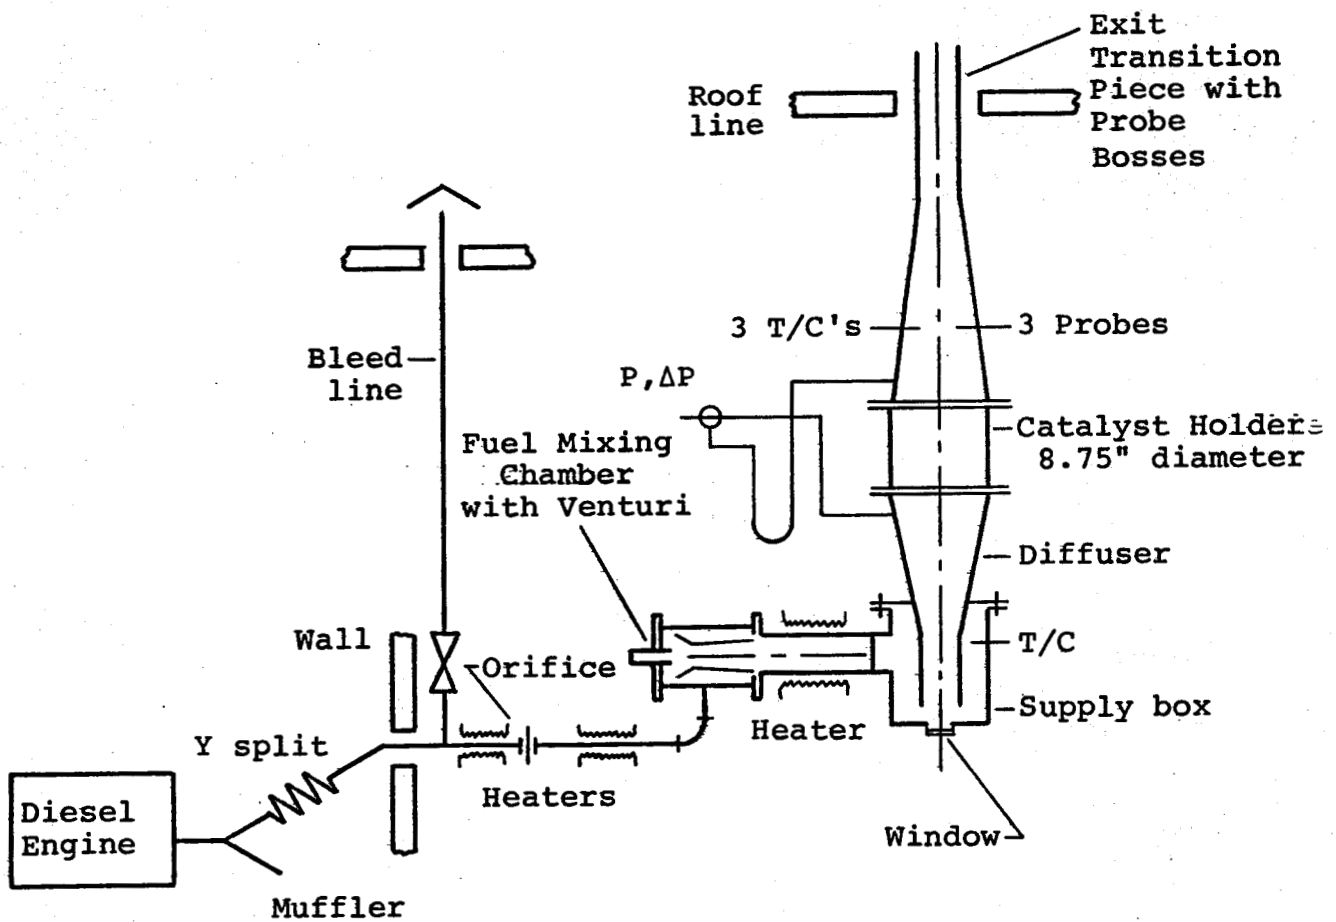 Exit
Transition
Piece with
Probe
Bosses
Roof
line
3 T/C's
3 Probes
Bleed
line
P,ΔP
Catalyst Holder
8.75" diameter
Fuel Mixing
Chamber
with Venturi
Diffuser
Wall
Orifice
T/C
Supply box
Heater
Y split
Heaters
Diesel
Engine
Window
Muffler